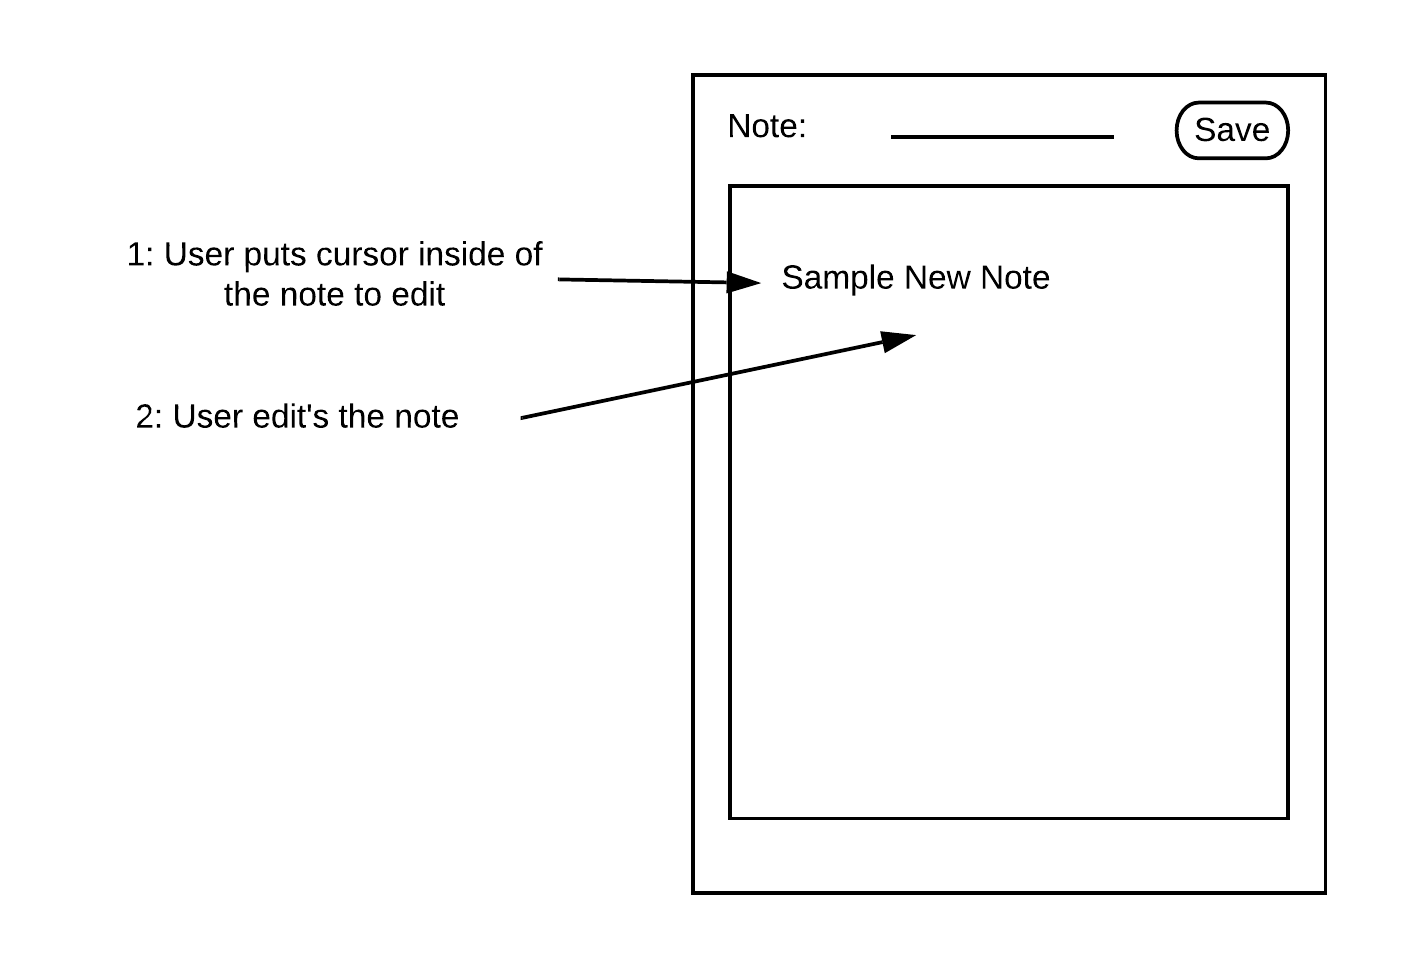 Note:
Save
1: User puts cursor inside of
the note to edit
Sample New Note
2: User edit's the note